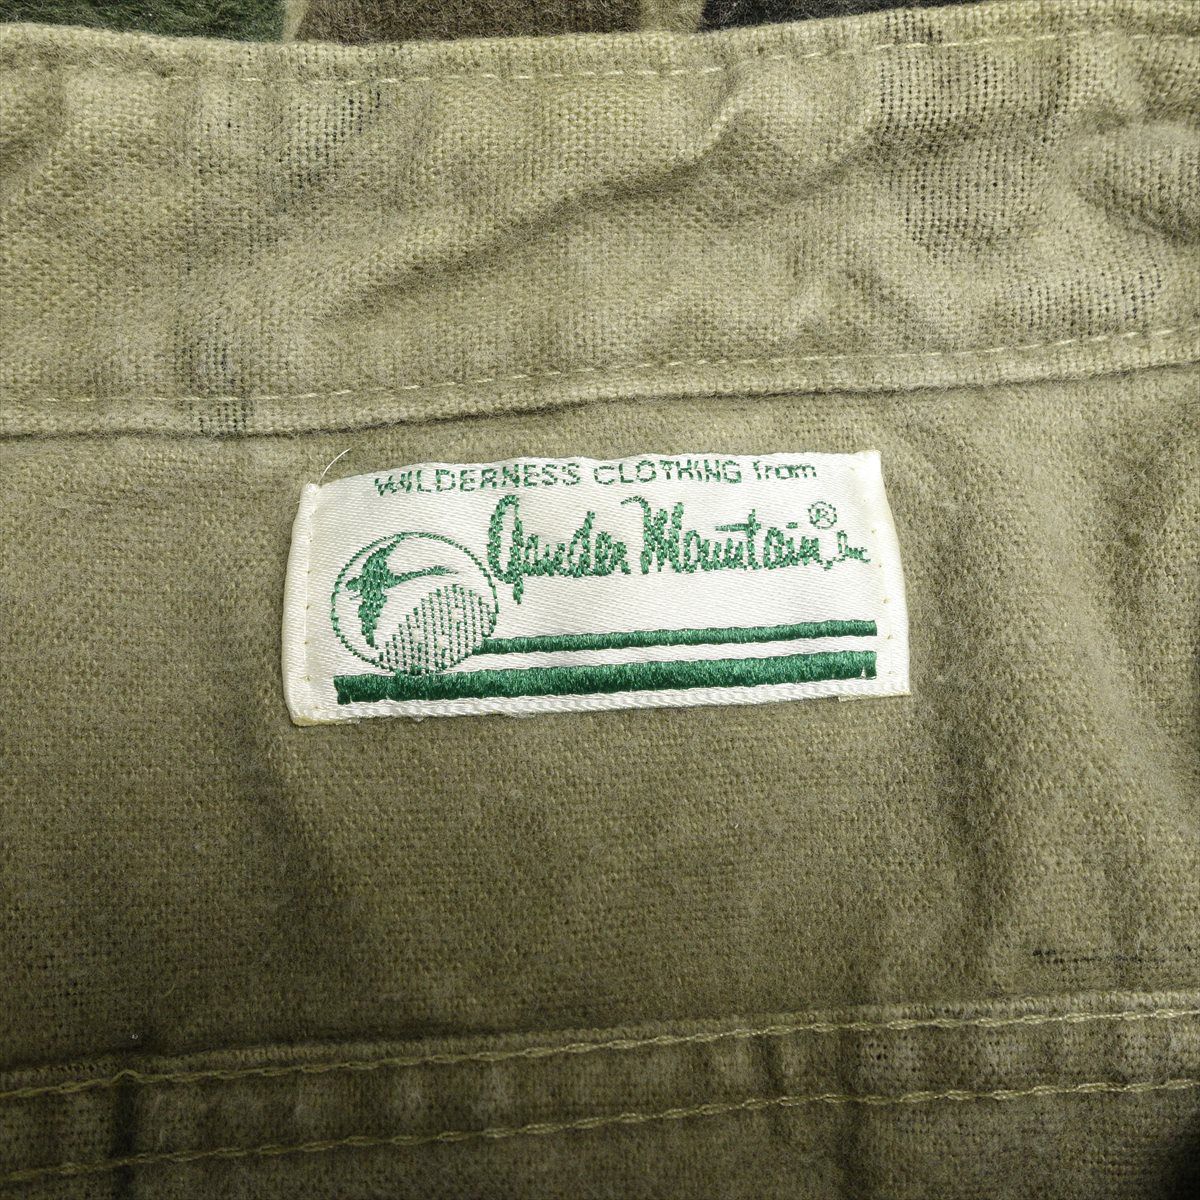 WILDERNESS CLOTHING from
Gander Mountain, Inc ®